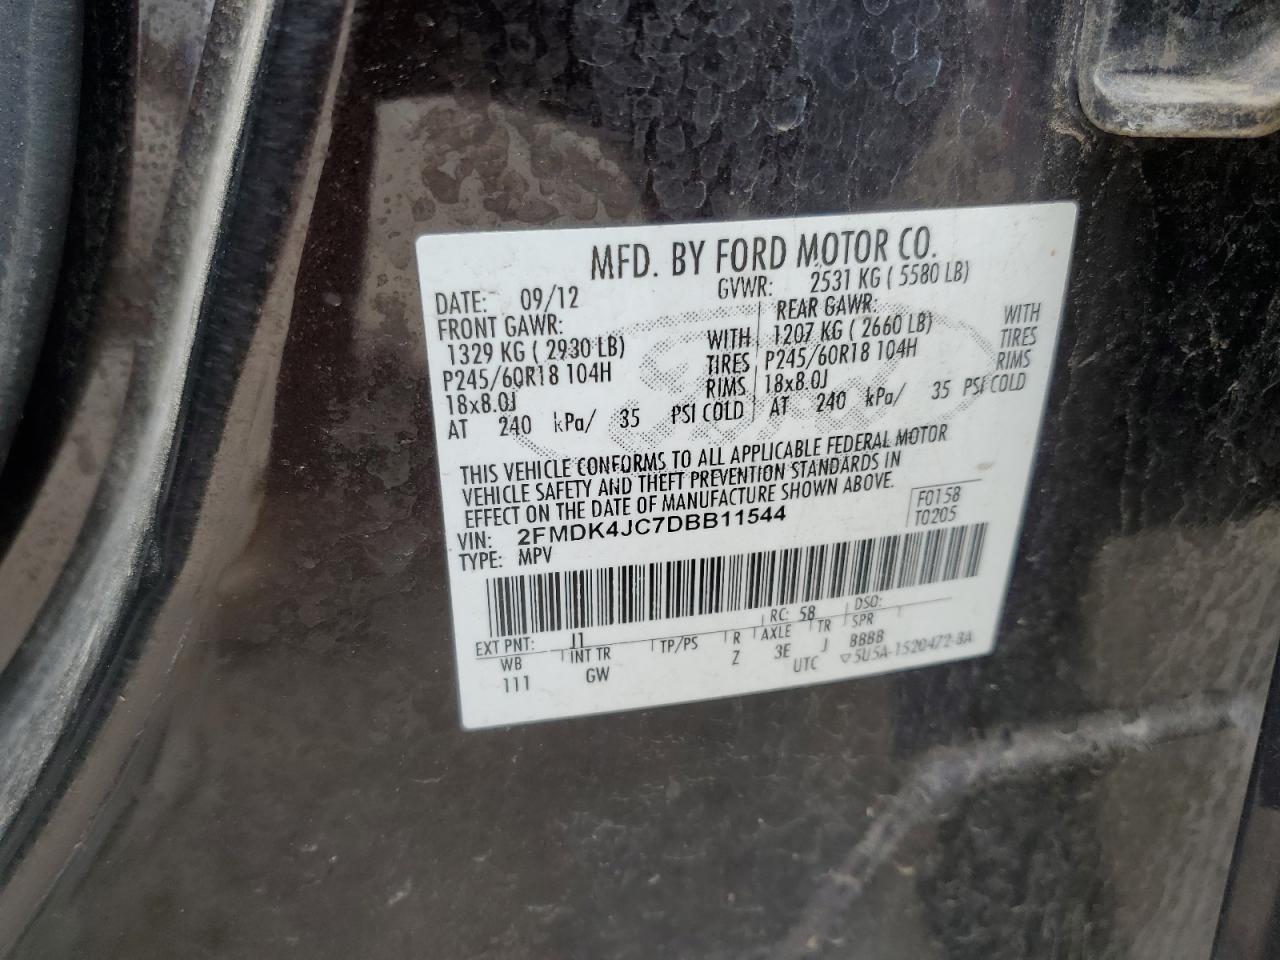 MFD. BY FORD MOTOR CO.
DATE: 09/12 GVWR: 2531 KG ( 5580 LB)
FRONT GAWR: REAR GAWR:
1329 KG ( 2930 LB) WITH 1207 KG ( 2660 LB) WITH
P245/60R18 104H TIRES P245/60R18 104H TIRES
18x8.0J RIMS 18x8.0J RIMS
AT 240 kPa/ 35 PSI COLD AT 240 kPa/ 35 PSI COLD
THIS VEHICLE CONFORMS TO ALL APPLICABLE FEDERAL MOTOR
VEHICLE SAFETY AND THEFT PREVENTION STANDARDS IN
EFFECT ON THE DATE OF MANUFACTURE SHOWN ABOVE.
F0158
VIN: 2FMDK4JC7DBB11544 T0205
TYPE: MPV
EXT PNT: J1 RC: 58 DSO:
WB INT TR TP/PS R AXLE TR SPR
111 GW Z 3E J BBBB
UTC ▽5U5A-1520472-BA